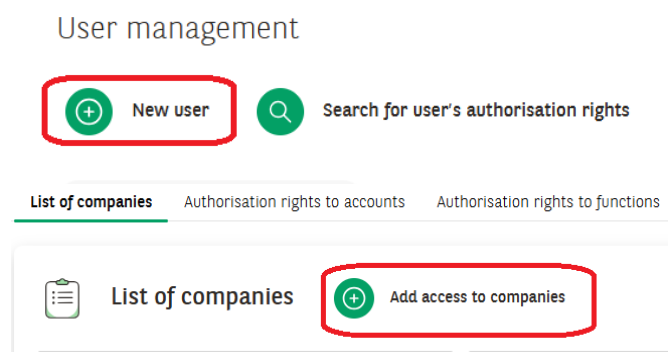 User management
New user
Search for user's authorisation rights
List of companies
Authorisation rights to accounts
Authorisation rights to functions
List of companies
Add access to companies